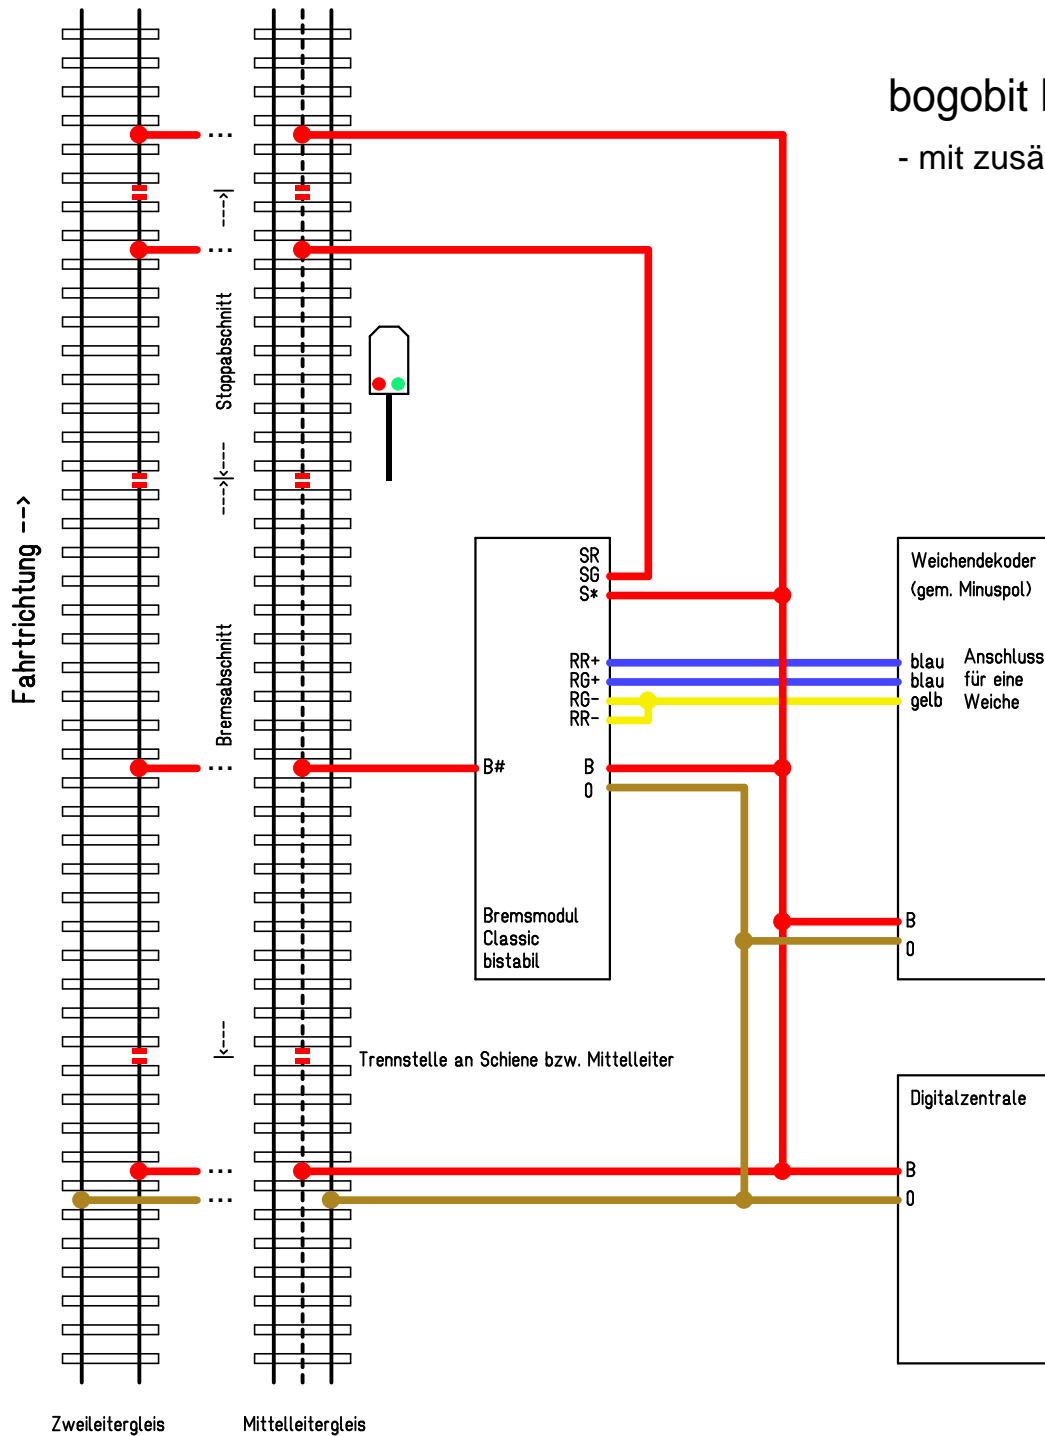 bogobit
- mit zusä
Stoppabschnitt
Fahrtrichtung -->
Bremsabschnitt
SR
SG
S*
RR+
RG+
RG-
RR-
B#
B
0
Bremsmodul
Classic
bistabil
Weichendekoder
(gem. Minuspol)
blau
blau
gelb
Anschluss
für eine
Weiche
B
0
Trennstelle an Schiene bzw. Mittelleiter
Digitalzentrale
B
0
...
...
...
...
...
Zweileitergleis
Mittelleitergleis